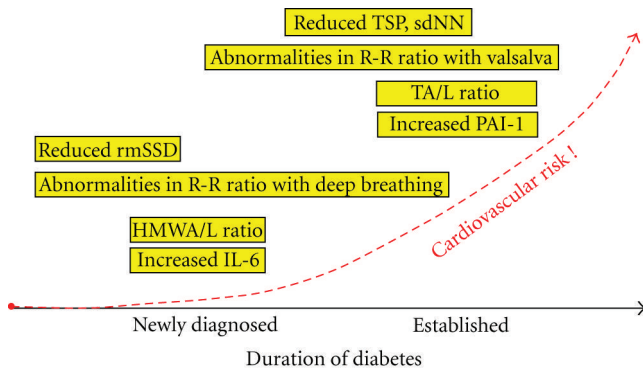 Reduced TSP, sdNN
Abnormalities in R-R ratio with valsalva
TA/L ratio
Increased PAI-1
Reduced rmSSD
Abnormalities in R-R ratio with deep breathing
HMWA/L ratio
Increased IL-6
Cardiovascular risk!
Newly diagnosed
Established
Duration of diabetes